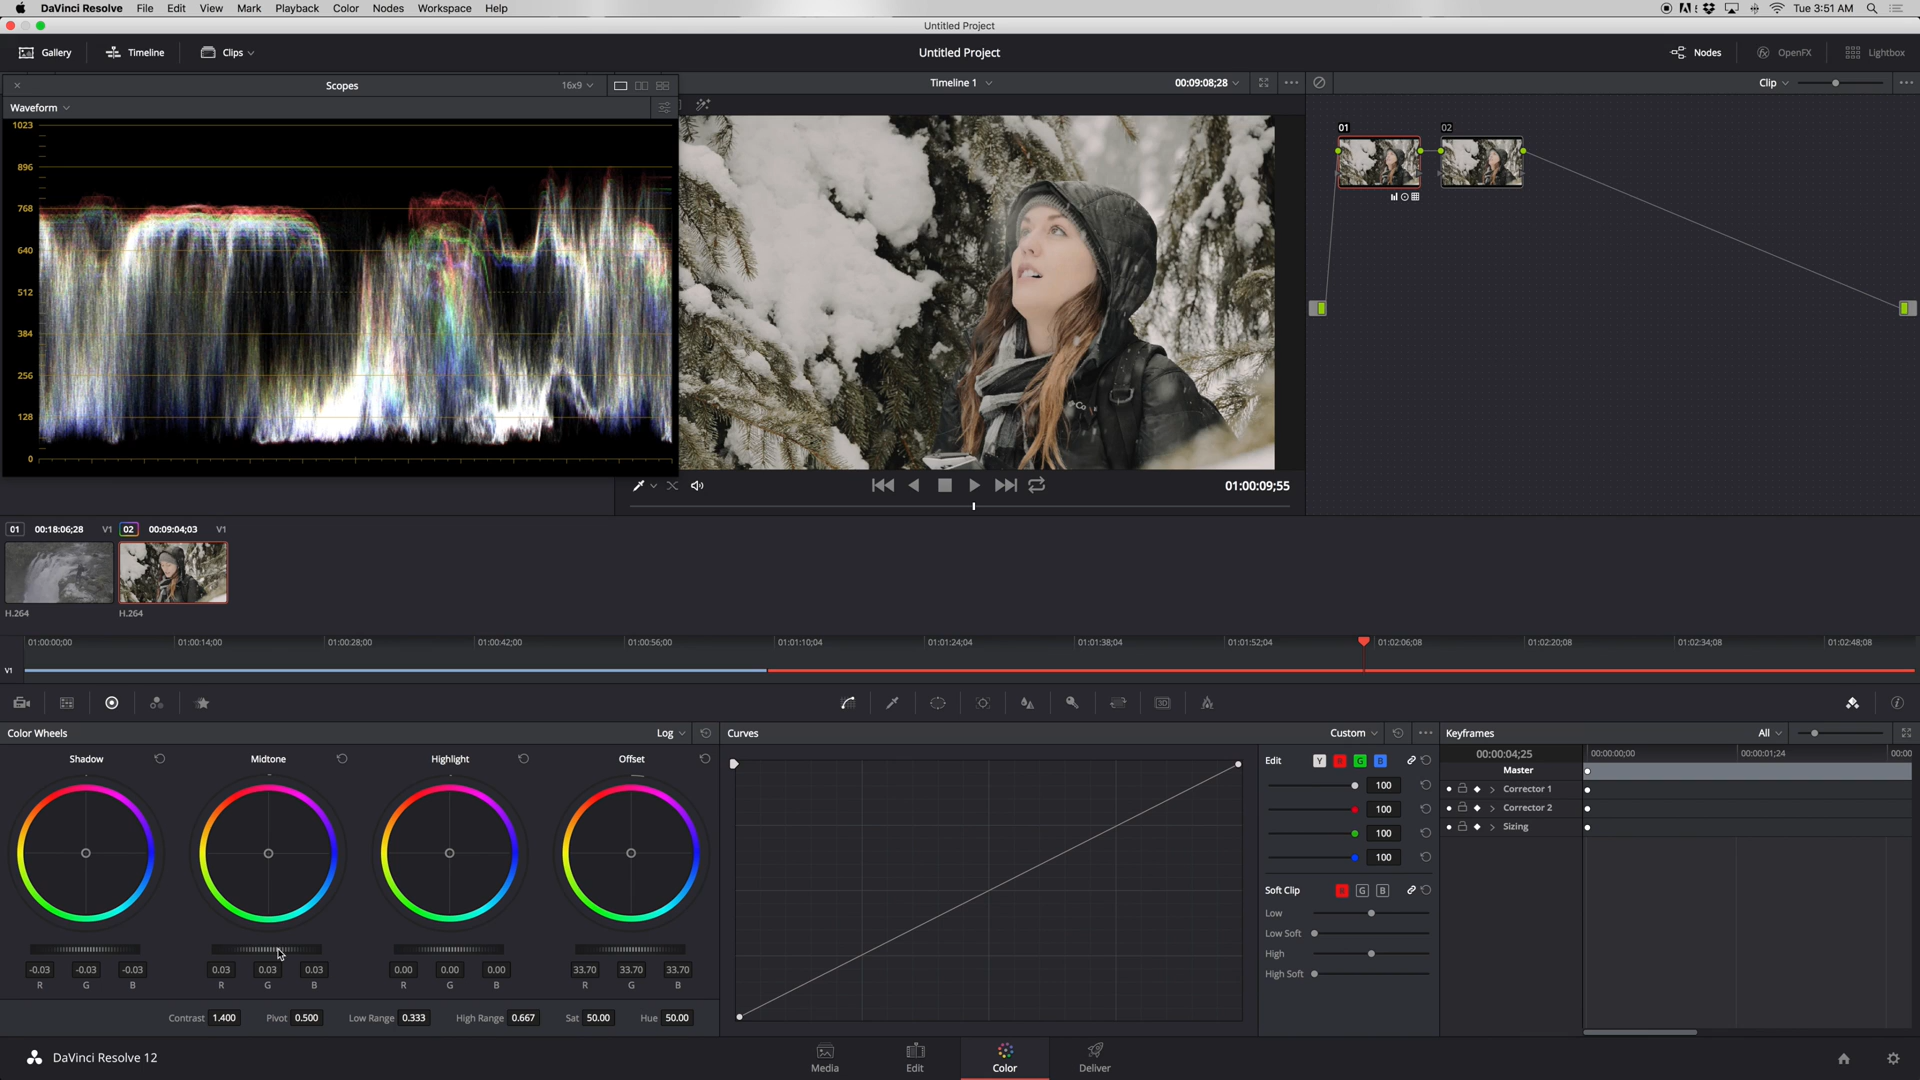 DaVinci Resolve File Edit View Mark Playback Color Nodes Workspace Help Tue 3:51 AM
Untitled Project
Gallery Timeline Clips Untitled Project Nodes OpenFX Lightbox
Scopes 16x9 Timeline 1 00:09:08;28 Clip
Waveform
1023
896
768
640
512
384
256
128
0
01 02
01:00:09;55
01 00:18:06;28 V1 02 00:09:04;03 V1
H.264 H.264
01:00:00;00 01:00:14;00 01:00:28;00 01:00:42;00 01:00:56;00 01:01:10;04 01:01:24;04 01:01:38;04 01:01:52;04 01:02:06;08 01:02:20;08 01:02:34;08 01:02:48;08
V1
Color Wheels Log Curves Custom Keyframes All
Shadow Midtone Highlight Offset
Edit Y R G B
100
100
100
100
Soft Clip R G B
Low
Low Soft
High
High Soft
00:00:04;25 00:00:00;00 00:00:01;24 00:00
Master
Corrector 1
Corrector 2
Sizing
-0.03 -0.03 -0.03 0.03 0.03 0.03 0.00 0.00 0.00 33.70 33.70 33.70
R G B R G B R G B R G B
Contrast 1.400 Pivot 0.500 Low Range 0.333 High Range 0.667 Sat 50.00 Hue 50.00
DaVinci Resolve 12 Media Edit Color Deliver